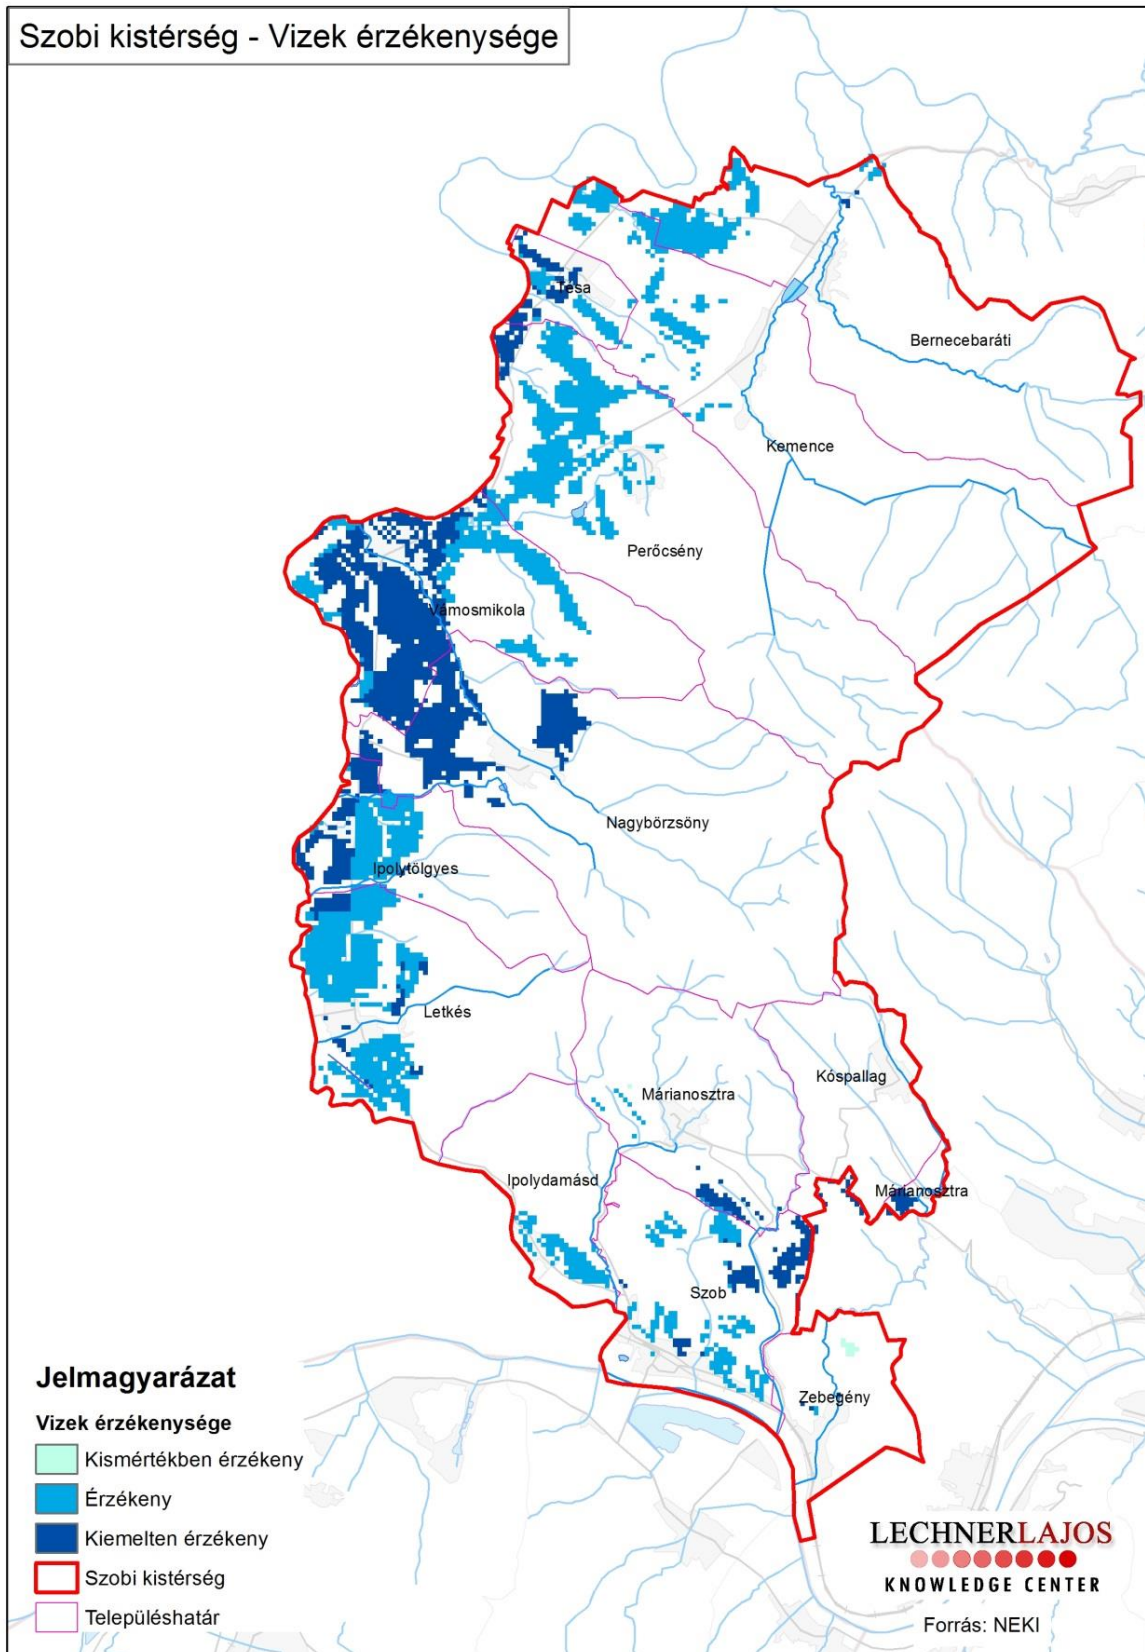 Szobi kistérség - Vizek érzékenysége
Tésa
Bernecebaráti
Kemence
Perőcsény
Vámosmikola
Nagybörzsöny
Ipolytölgyes
Letkés
Kóspallag
Márianosztra
Ipolydamásd
Márianosztra
Szob
Zebegény
Jelmagyarázat
Vizek érzékenysége
Kismértékben érzékeny
Érzékeny
Kiemelten érzékeny
Szobi kistérség
Településhatár
LECHNERLAJOS
KNOWLEDGE CENTER
Forrás: NEKI